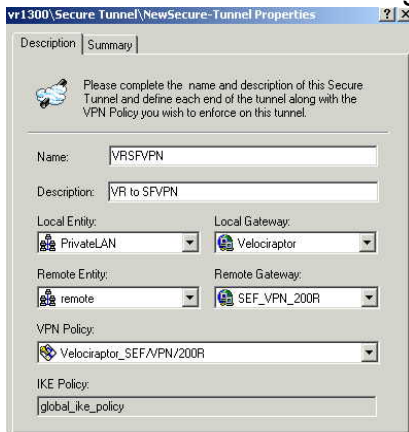 vr1300\Secure Tunnel\NewSecure-Tunnel Properties
Description Summary
Please complete the name and description of this Secure
Tunnel and define each end of the tunnel along with the
VPN Policy you wish to enforce on this tunnel.
Name: VRSFVPN
Description: VR to SFVPN
Local Entity: Local Gateway:
PrivateLAN Velociraptor
Remote Entity: Remote Gateway:
remote SEF_VPN_200R
VPN Policy:
Velociraptor_SEF/VPN/200R
IKE Policy:
global_ike_policy